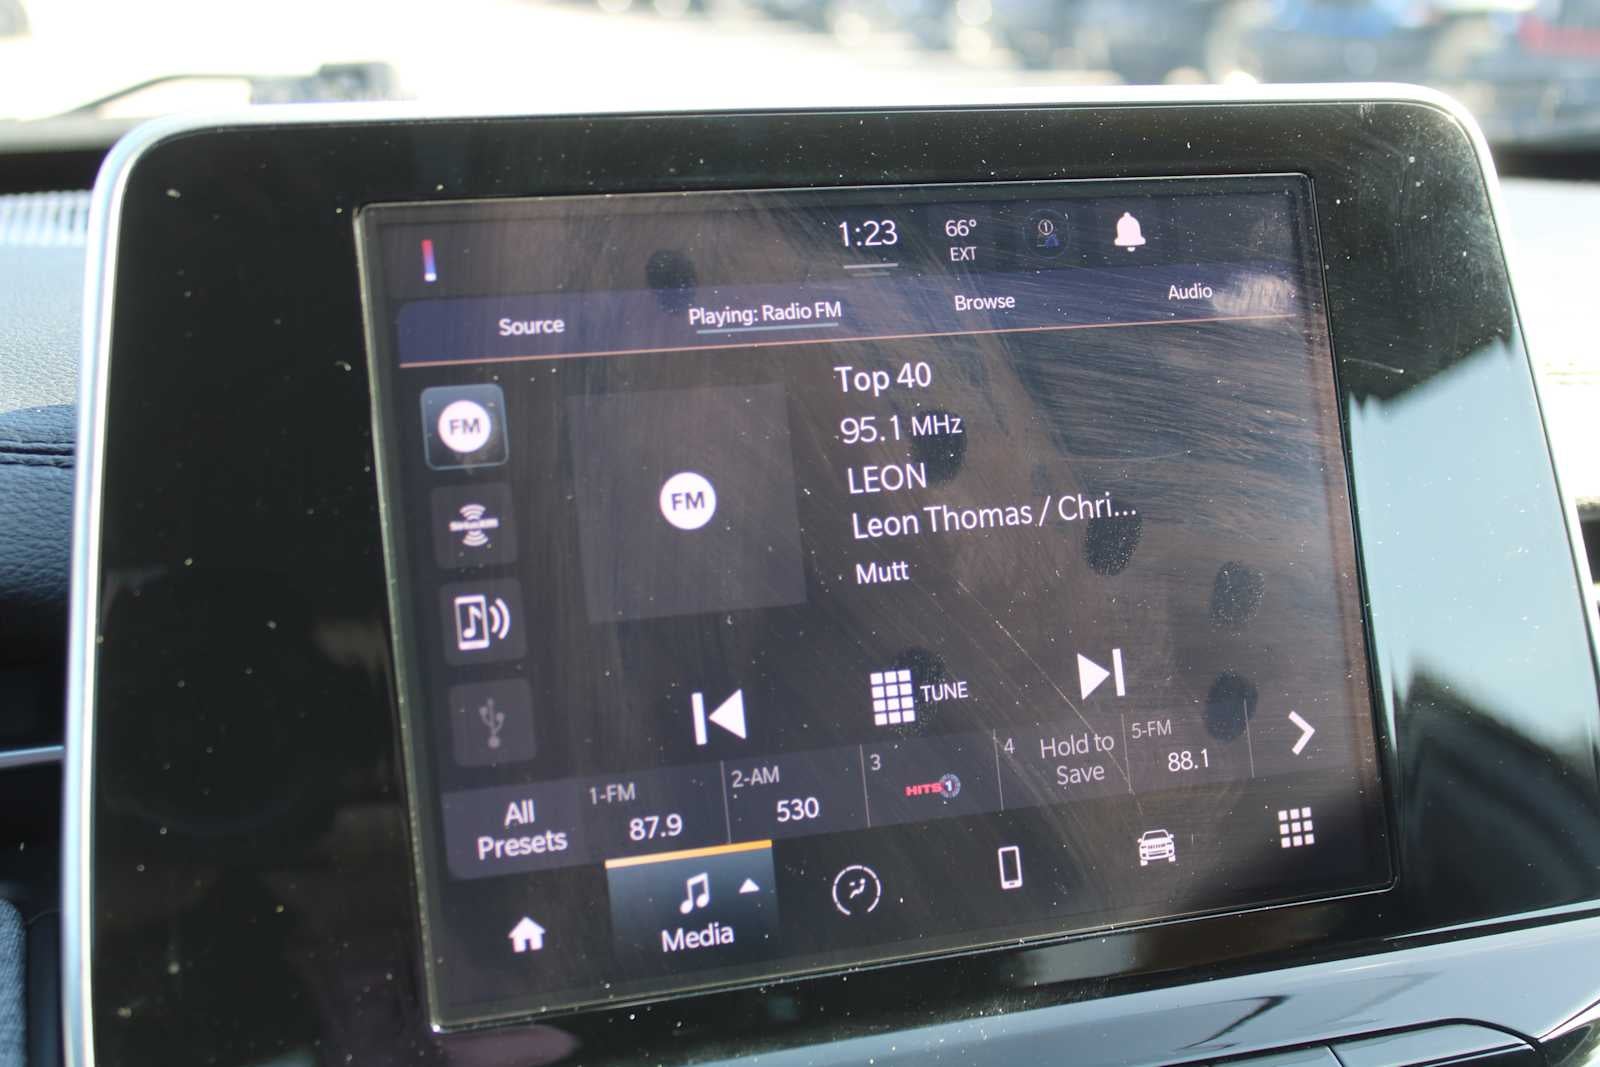 1:23
66°
EXT
1
Source
Playing: Radio FM
Browse
Audio
FM
SiriusXM
FM
Top 40
95.1 MHz
LEON
Leon Thomas / Chri...
Mutt
TUNE
All
Presets
1-FM
87.9
2-AM
530
3
HITS 1
4
Hold to
Save
5-FM
88.1
Media